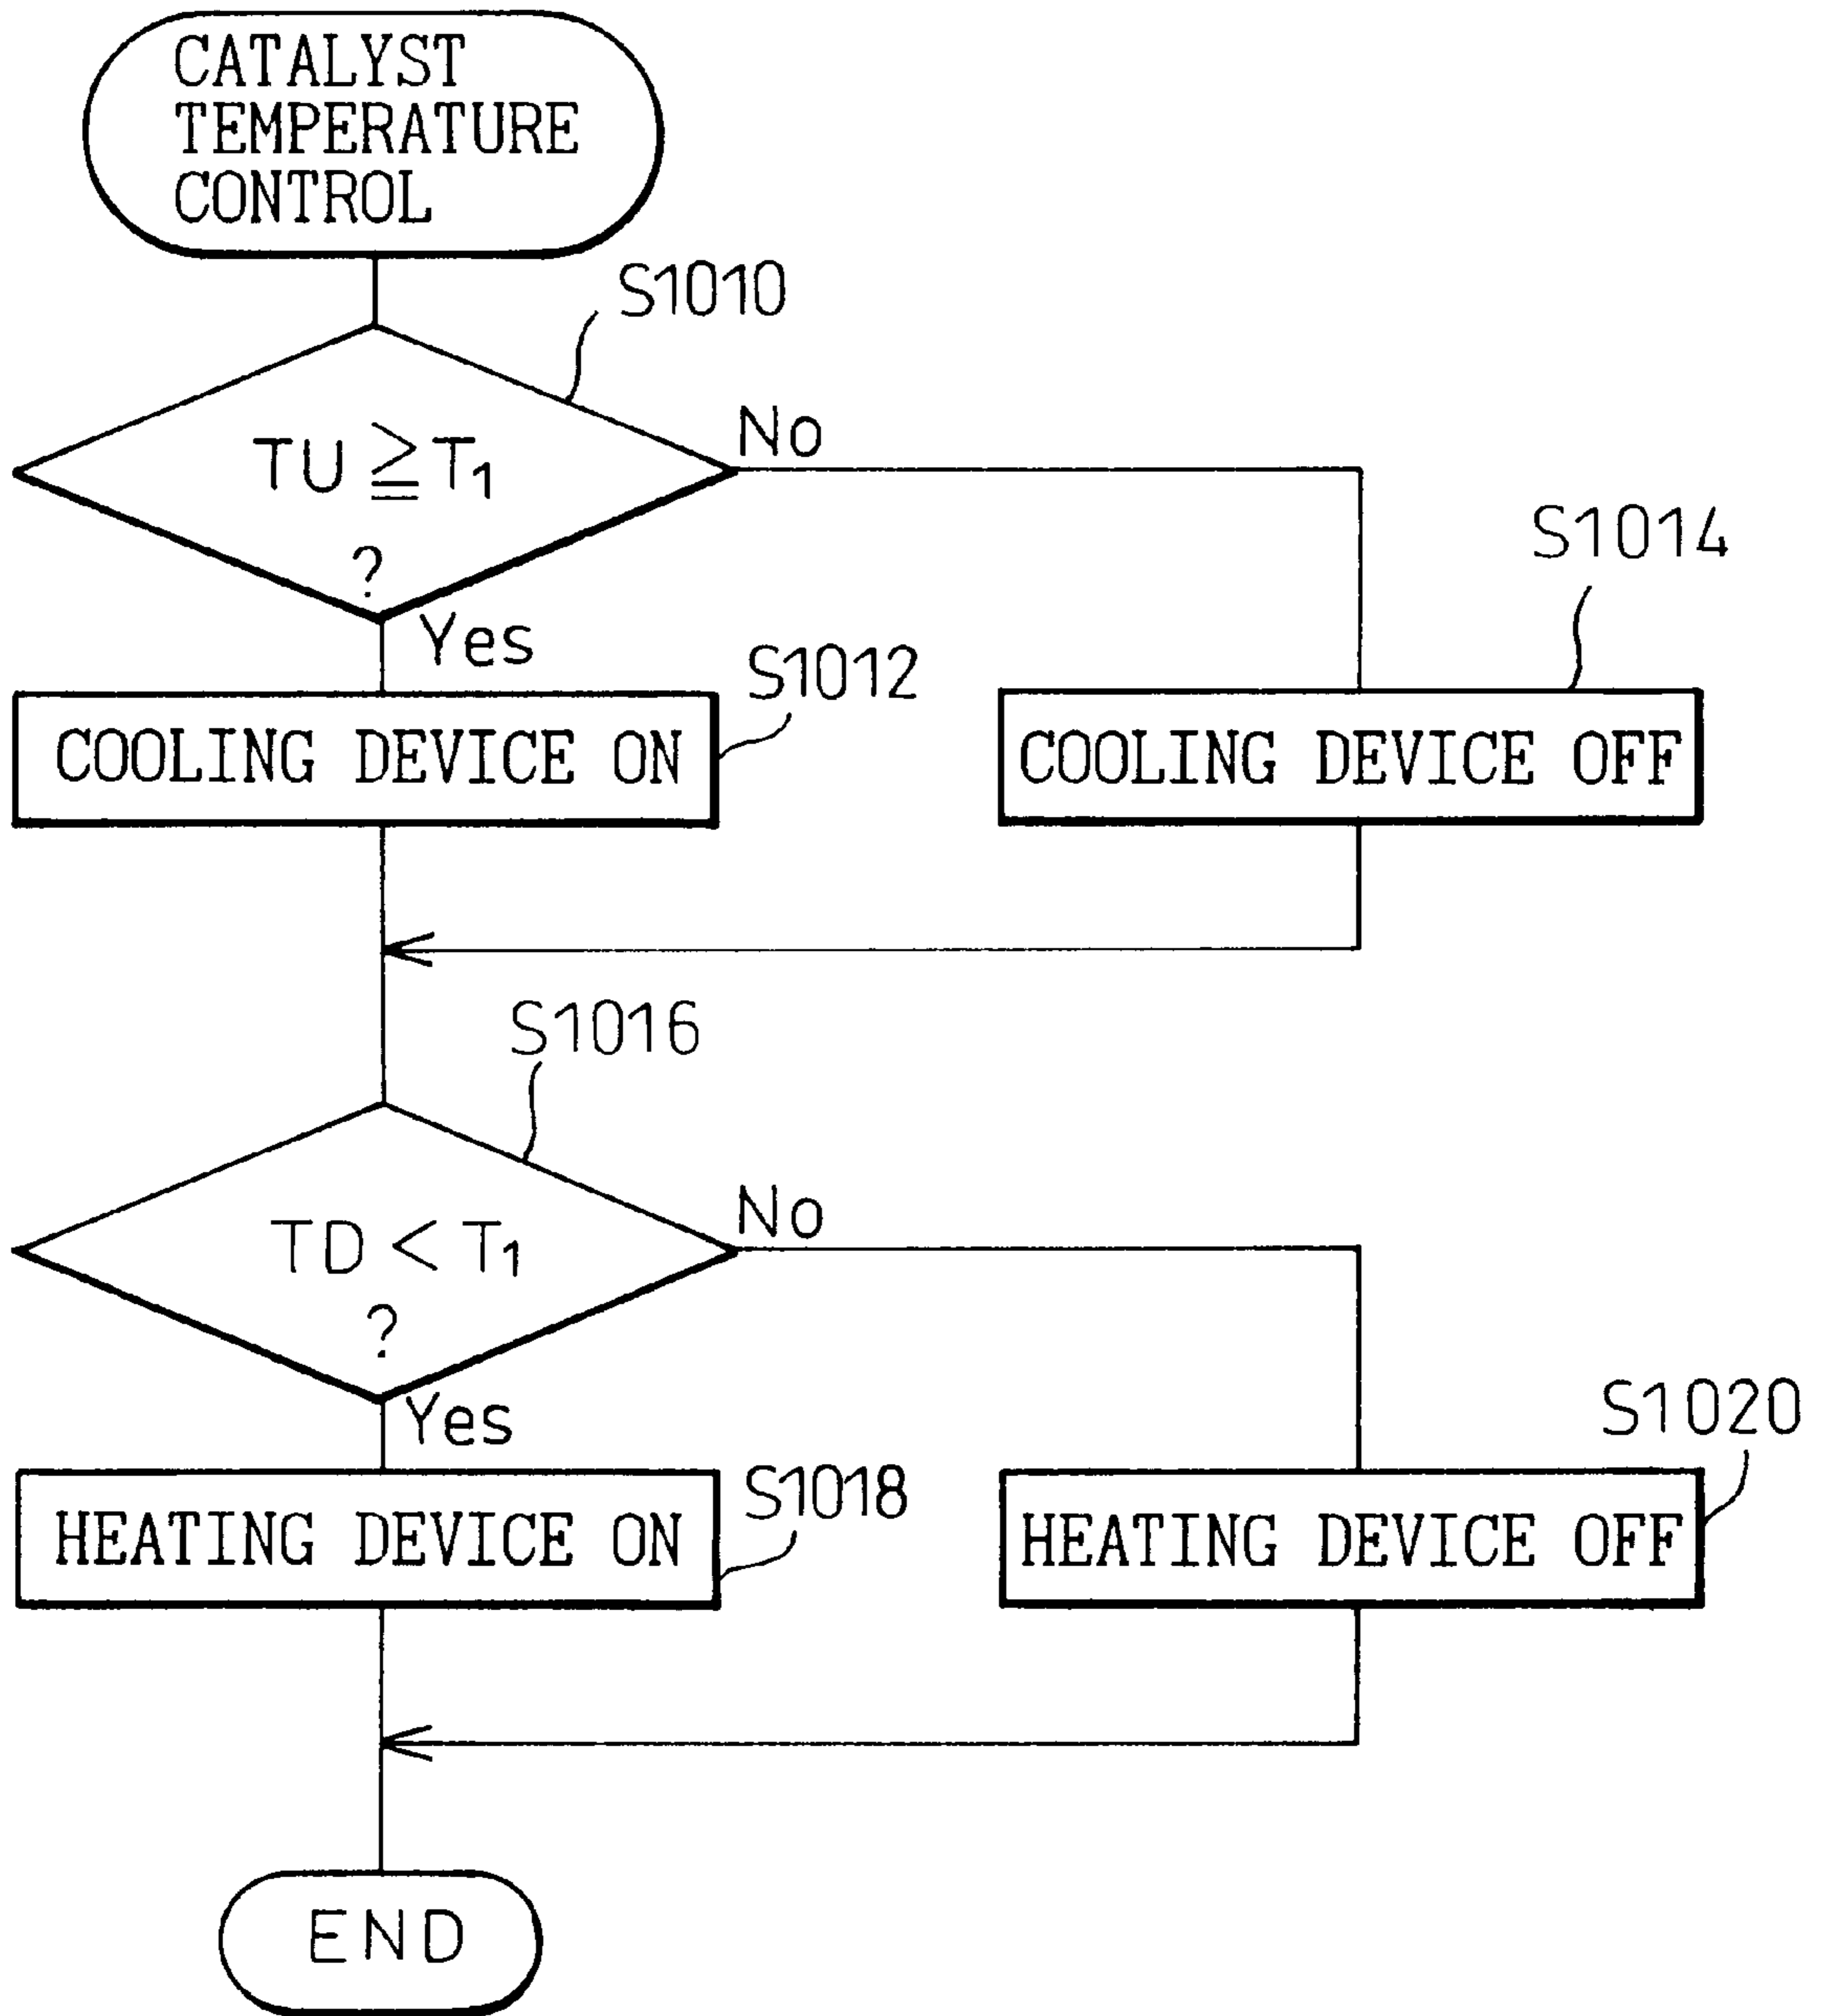 CATALYST
TEMPERATURE
CONTROL
S1010
TU ≧ T₁
?
No
Yes
S1012
S1014
COOLING DEVICE ON
COOLING DEVICE OFF
S1016
TD < T₁
?
No
Yes
S1018
S1020
HEATING DEVICE ON
HEATING DEVICE OFF
END